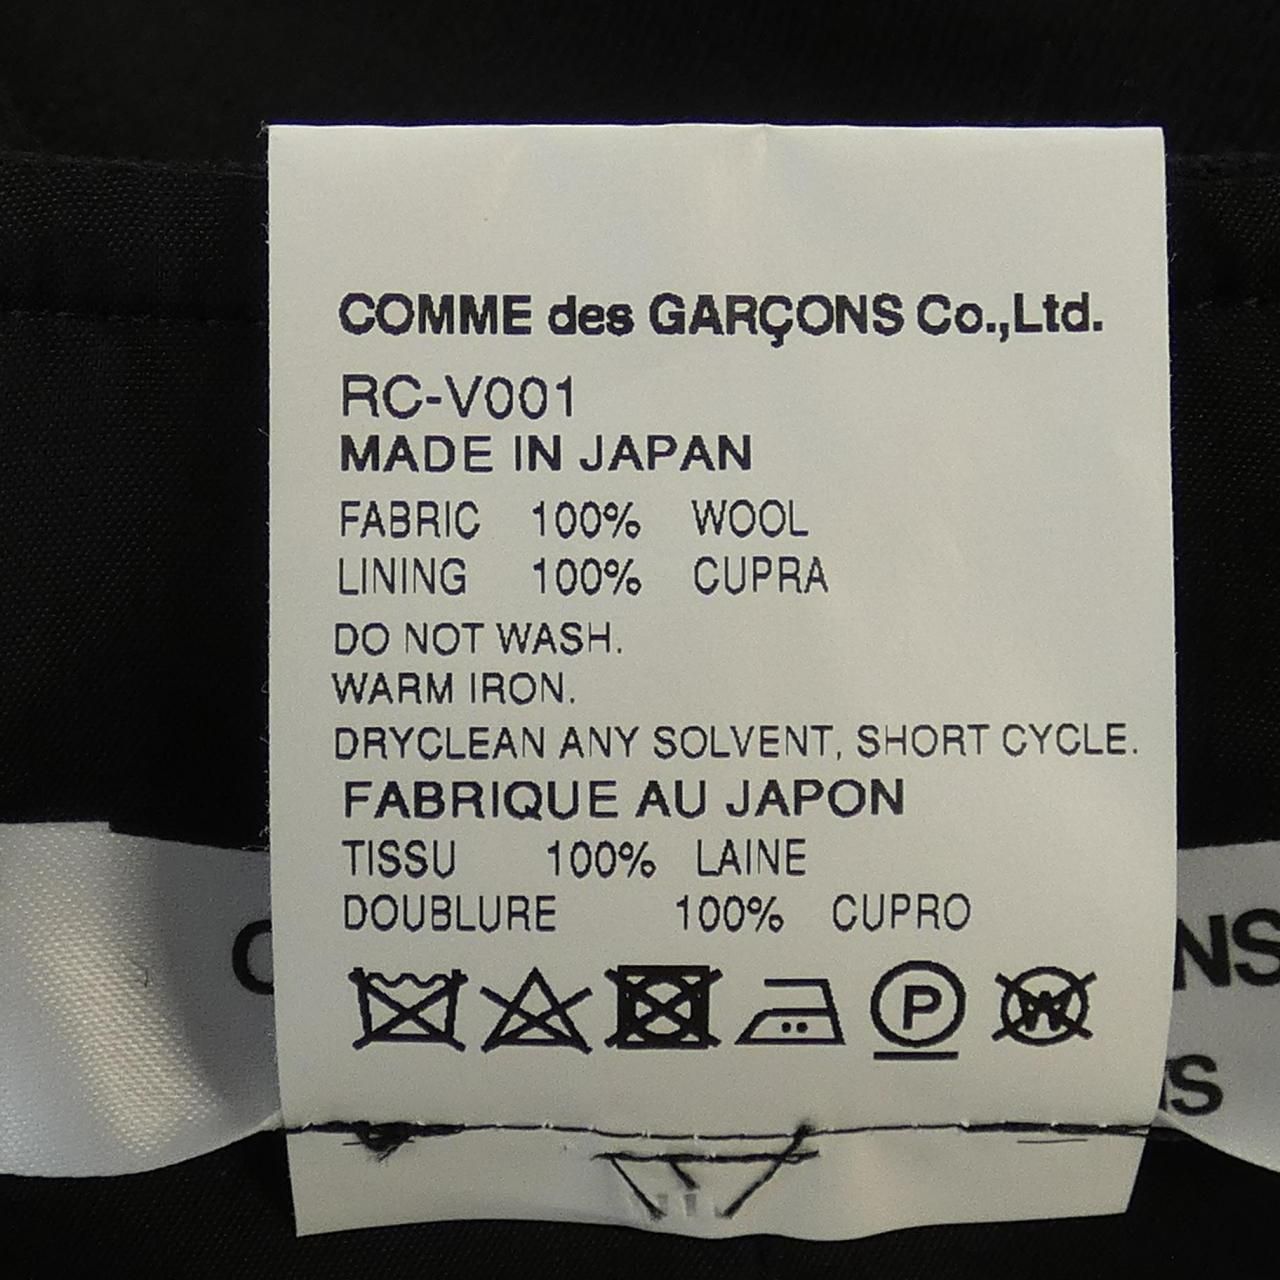 COMME des GARÇONS Co.,Ltd.
RC-V001
MADE IN JAPAN
FABRIC 100% WOOL
LINING 100% CUPRA
DO NOT WASH.
WARM IRON.
DRYCLEAN ANY SOLVENT, SHORT CYCLE.
FABRIQUE AU JAPON
TISSU 100% LAINE
DOUBLURE 100% CUPRO
P W